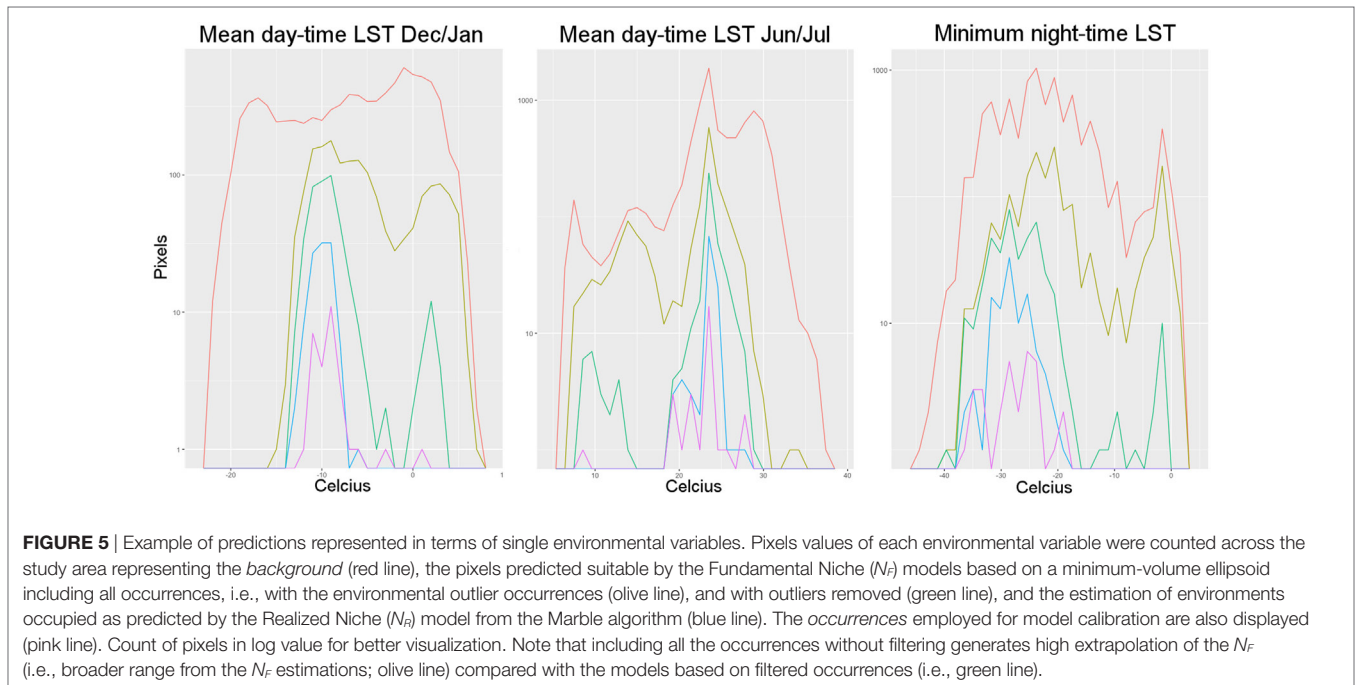 Mean day-time LST Dec/Jan
Mean day-time LST Jun/Jul
Minimum night-time LST
Pixels
100
10
1
-20
-10
0
1
Celcius
1000
10
10
20
30
40
Celcius
1000
10
-40
-30
-20
-10
0
Celcius
FIGURE 5 | Example of predictions represented in terms of single environmental variables. Pixels values of each environmental variable were counted across the
study area representing the background (red line), the pixels predicted suitable by the Fundamental Niche (NF) models based on a minimum-volume ellipsoid
including all occurrences, i.e., with the environmental outlier occurrences (olive line), and with outliers removed (green line), and the estimation of environments
occupied as predicted by the Realized Niche (NR) model from the Marble algorithm (blue line). The occurrences employed for model calibration are also displayed
(pink line). Count of pixels in log value for better visualization. Note that including all the occurrences without filtering generates high extrapolation of the NF
(i.e., broader range from the NF estimations; olive line) compared with the models based on filtered occurrences (i.e., green line).